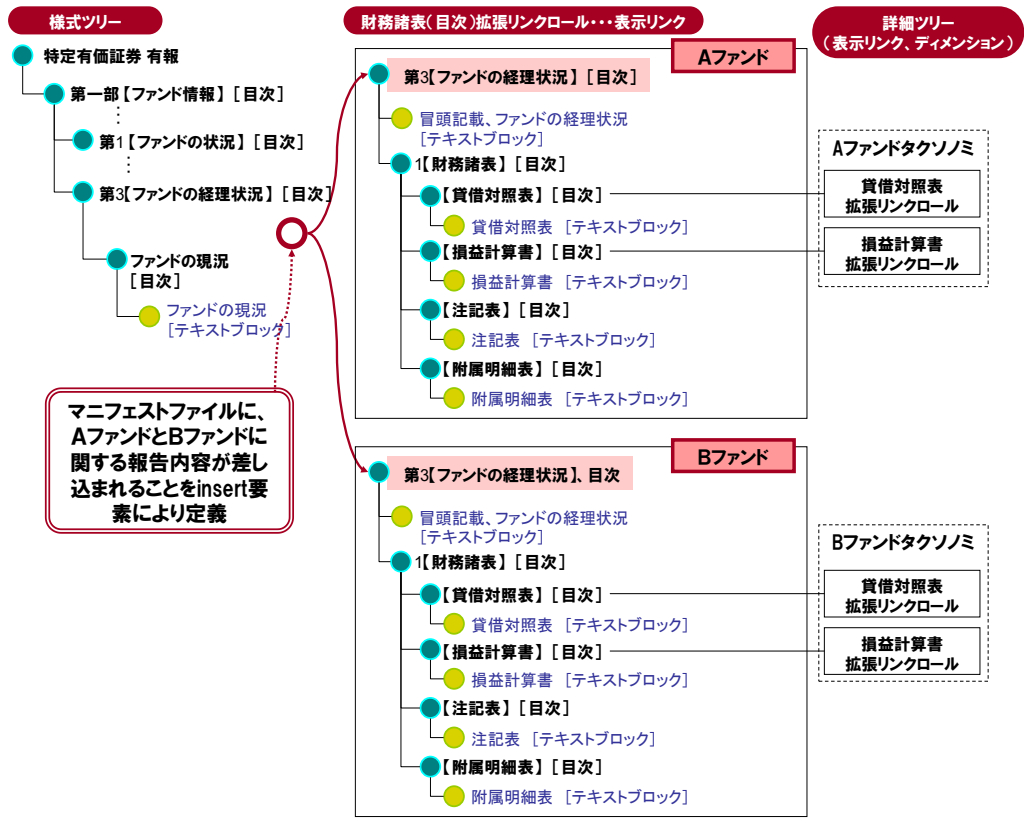 様式ツリー
特定有価証券 有報
第一部【ファンド情報】 [目次]
⋮
第1【ファンドの状況】 [目次]
⋮
第3【ファンドの経理状況】 [目次]
ファンドの現況
[目次]
ファンドの現況
[テキストブロック]
マニフェストファイルに、
AファンドとBファンドに
関する報告内容が差し
込まれることをinsert要
素により定義
財務諸表(目次)拡張リンクロール・・・表示リンク
Aファンド
第3【ファンドの経理状況】 [目次]
冒頭記載、ファンドの経理状況
[テキストブロック]
1【財務諸表】 [目次]
【貸借対照表】 [目次]
貸借対照表 [テキストブロック]
【損益計算書】 [目次]
損益計算書 [テキストブロック]
【注記表】 [目次]
注記表 [テキストブロック]
【附属明細表】 [目次]
附属明細表 [テキストブロック]
Bファンド
第3【ファンドの経理状況】、目次
冒頭記載、ファンドの経理状況
[テキストブロック]
1【財務諸表】 [目次]
【貸借対照表】 [目次]
貸借対照表 [テキストブロック]
【損益計算書】 [目次]
損益計算書 [テキストブロック]
【注記表】 [目次]
注記表 [テキストブロック]
【附属明細表】 [目次]
附属明細表 [テキストブロック]
詳細ツリー
(表示リンク、ディメンション)
Aファンドタクソノミ
貸借対照表
拡張リンクロール
損益計算書
拡張リンクロール
Bファンドタクソノミ
貸借対照表
拡張リンクロール
損益計算書
拡張リンクロール